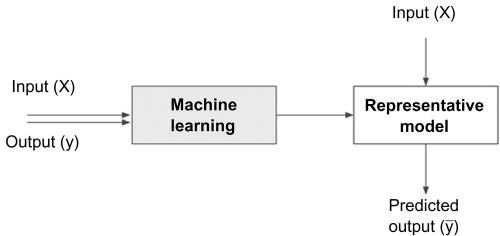 Input (X)
Input (X)
Output (y)
Machine
learning
Representative
model
Predicted
output (ȳ)